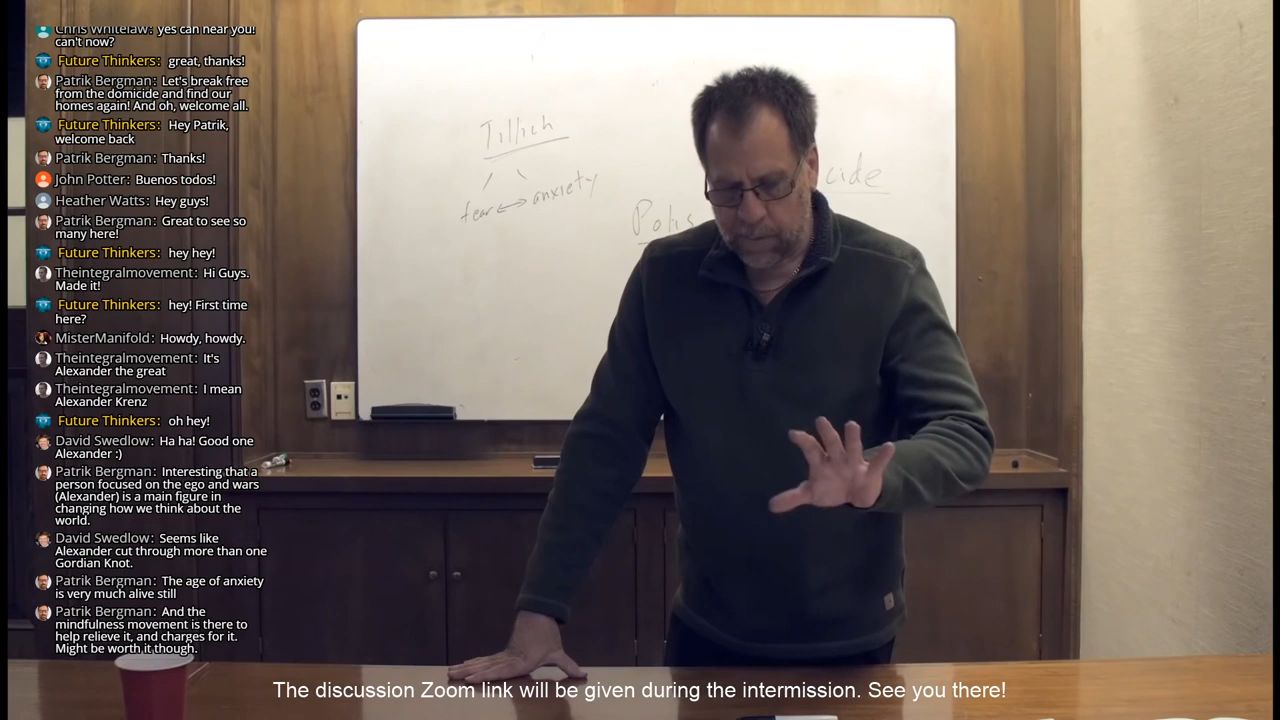 Chris Whitelaw: yes can hear you!
can't now?
Future Thinkers: great, thanks!
Patrik Bergman: Let's break free
from the domicide and find our
homes again! And oh, welcome all.
Future Thinkers: Hey Patrik,
welcome back
Patrik Bergman: Thanks!
John Potter: Buenos todos!
Heather Watts: Hey guys!
Patrik Bergman: Great to see so
many here!
Future Thinkers: hey hey!
Theintegralmovement: Hi Guys.
Made it!
Future Thinkers: hey! First time
here?
MisterManifold: Howdy, howdy.
Theintegralmovement: It's
Alexander the great
Theintegralmovement: I mean
Alexander Krenz
Future Thinkers: oh hey!
David Swedlow: Ha ha! Good one
Alexander :)
Patrik Bergman: Interesting that a
person focused on the ego and wars
(Alexander) is a main figure in
changing how we think about the
world.
David Swedlow: Seems like
Alexander cut through more than one
Gordian Knot.
Patrik Bergman: The age of anxiety
is very much alive still
Patrik Bergman: And the
mindfulness movement is there to
help relieve it, and charges for it.
Might be worth it though.
Tillich
fear anxiety
Polis
cide
The discussion Zoom link will be given during the intermission. See you there!